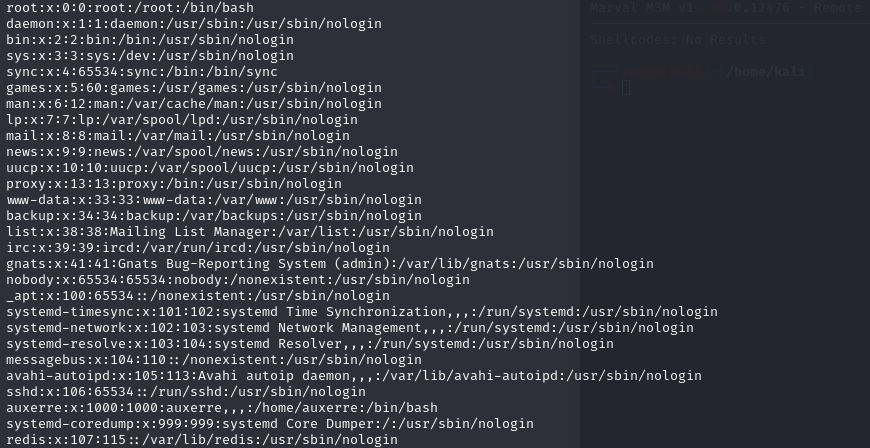 root:x:0:0:root:/root:/bin/bash
daemon:x:1:1:daemon:/usr/sbin:/usr/sbin/nologin
bin:x:2:2:bin:/bin:/usr/sbin/nologin
sys:x:3:3:sys:/dev:/usr/sbin/nologin
sync:x:4:65534:sync:/bin:/bin/sync
games:x:5:60:games:/usr/games:/usr/sbin/nologin
man:x:6:12:man:/var/cache/man:/usr/sbin/nologin
lp:x:7:7:lp:/var/spool/lpd:/usr/sbin/nologin
mail:x:8:8:mail:/var/mail:/usr/sbin/nologin
news:x:9:9:news:/var/spool/news:/usr/sbin/nologin
uucp:x:10:10:uucp:/var/spool/uucp:/usr/sbin/nologin
proxy:x:13:13:proxy:/bin:/usr/sbin/nologin
www-data:x:33:33:www-data:/var/www:/usr/sbin/nologin
backup:x:34:34:backup:/var/backups:/usr/sbin/nologin
list:x:38:38:Mailing List Manager:/var/list:/usr/sbin/nologin
irc:x:39:39:ircd:/var/run/ircd:/usr/sbin/nologin
gnats:x:41:41:Gnats Bug-Reporting System (admin):/var/lib/gnats:/usr/sbin/nologin
nobody:x:65534:65534:nobody:/nonexistent:/usr/sbin/nologin
_apt:x:100:65534::/nonexistent:/usr/sbin/nologin
systemd-timesync:x:101:102:systemd Time Synchronization,,,:/run/systemd:/usr/sbin/nologin
systemd-network:x:102:103:systemd Network Management,,,:/run/systemd:/usr/sbin/nologin
systemd-resolve:x:103:104:systemd Resolver,,,:/run/systemd:/usr/sbin/nologin
messagebus:x:104:110::/nonexistent:/usr/sbin/nologin
avahi-autoipd:x:105:113:Avahi autoip daemon,,,:/var/lib/avahi-autoipd:/usr/sbin/nologin
sshd:x:106:65534::/run/sshd:/usr/sbin/nologin
auxerre:x:1000:1000:auxerre,,,:/home/auxerre:/bin/bash
systemd-coredump:x:999:999:systemd Core Dumper:/:/usr/sbin/nologin
redis:x:107:115::/var/lib/redis:/usr/sbin/nologin
Marval MSM - Remote
Shellcodes: No Results
/home/kali